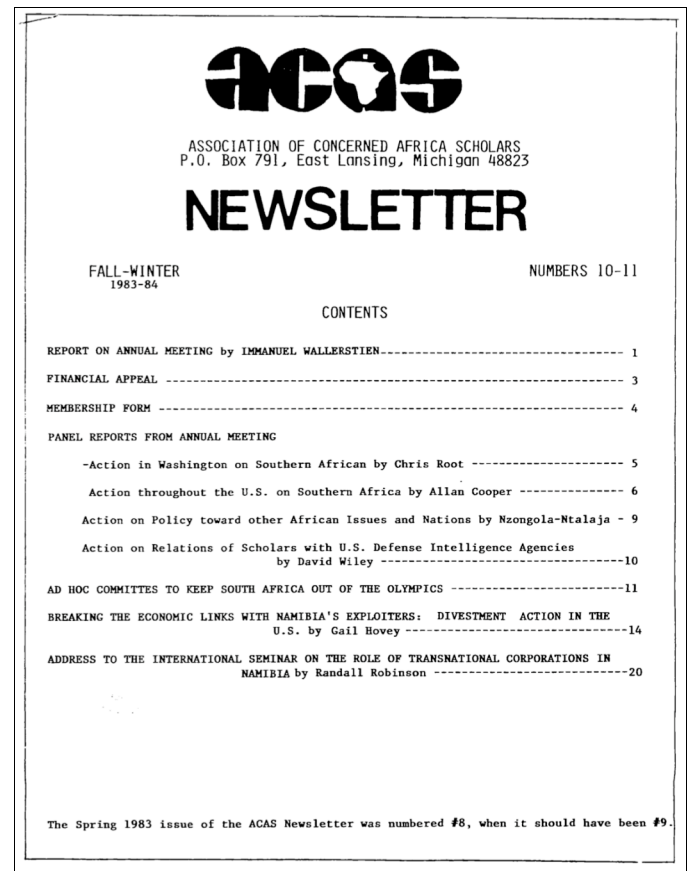 acas
ASSOCIATION OF CONCERNED AFRICA SCHOLARS
P.O. Box 791, East Lansing, Michigan 48823
NEWSLETTER
FALL-WINTER NUMBERS 10-11
1983-84
CONTENTS
REPORT ON ANNUAL MEETING by IMMANUEL WALLERSTIEN------------------------------------ 1
FINANCIAL APPEAL ------------------------------------------------------------------- 3
MEMBERSHIP FORM -------------------------------------------------------------------- 4
PANEL REPORTS FROM ANNUAL MEETING
-Action in Washington on Southern African by Chris Root ---------------------- 5
Action throughout the U.S. on Southern Africa by Allan Cooper --------------- 6
Action on Policy toward other African Issues and Nations by Nzongola-Ntalaja - 9
Action on Relations of Scholars with U.S. Defense Intelligence Agencies
by David Wiley -----------------------------------10
AD HOC COMMITTES TO KEEP SOUTH AFRICA OUT OF THE OLYMPICS -------------------------11
BREAKING THE ECONOMIC LINKS WITH NAMIBIA'S EXPLOITERS: DIVESTMENT ACTION IN THE
U.S. by Gail Hovey --------------------------------14
ADDRESS TO THE INTERNATIONAL SEMINAR ON THE ROLE OF TRANSNATIONAL CORPORATIONS IN
NAMIBIA by Randall Robinson ----------------------------20
The Spring 1983 issue of the ACAS Newsletter was numbered #8, when it should have been #9.